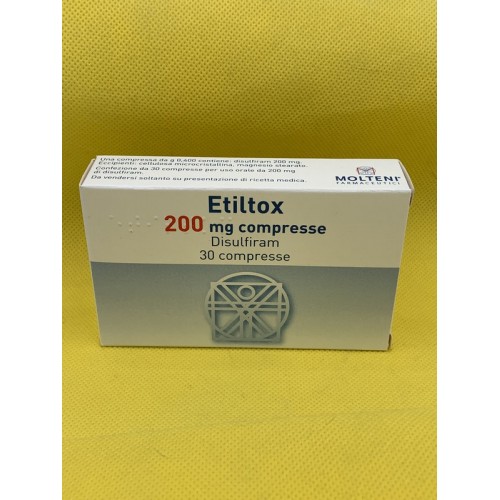 Una compressa da g 0,600 contiene: disulfiram 200 mg.
Eccipienti: cellulosa microcristallina, magnesio stearato.
Confezione da 30 compresse per uso orale da 200 mg
di disulfiram.
Da vendersi soltanto su presentazione di ricetta medica.
MOLTENI
FARMACEUTICI
Etiltox
200 mg compresse
Disulfiram
30 compresse